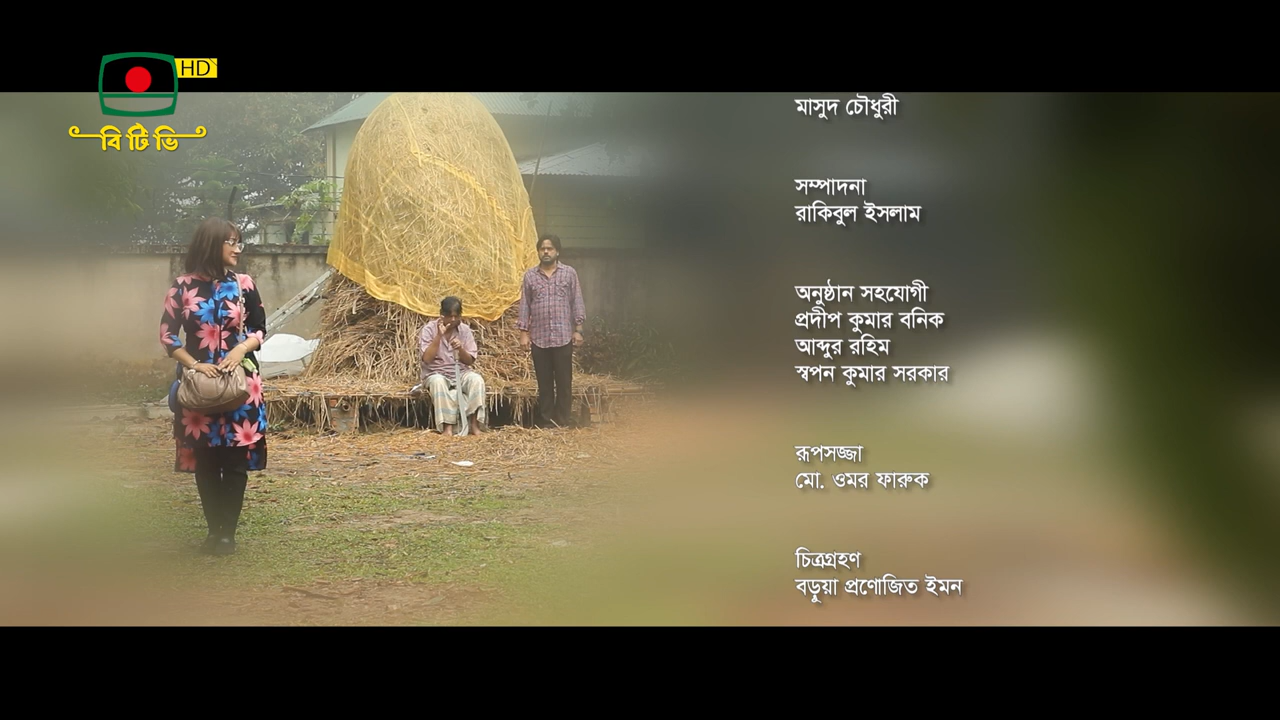 HD
বিটিভি
মাসুদ চৌধুরী
সম্পাদনা
রাকিবুল ইসলাম
অনুষ্ঠান সহযোগী
প্রদীপ কুমার বনিক
আব্দুর রহিম
স্বপন কুমার সরকার
রূপসজ্জা
মো. ওমর ফারুক
চিত্রগ্রহণ
বড়ুয়া প্রণোজিত ইমন